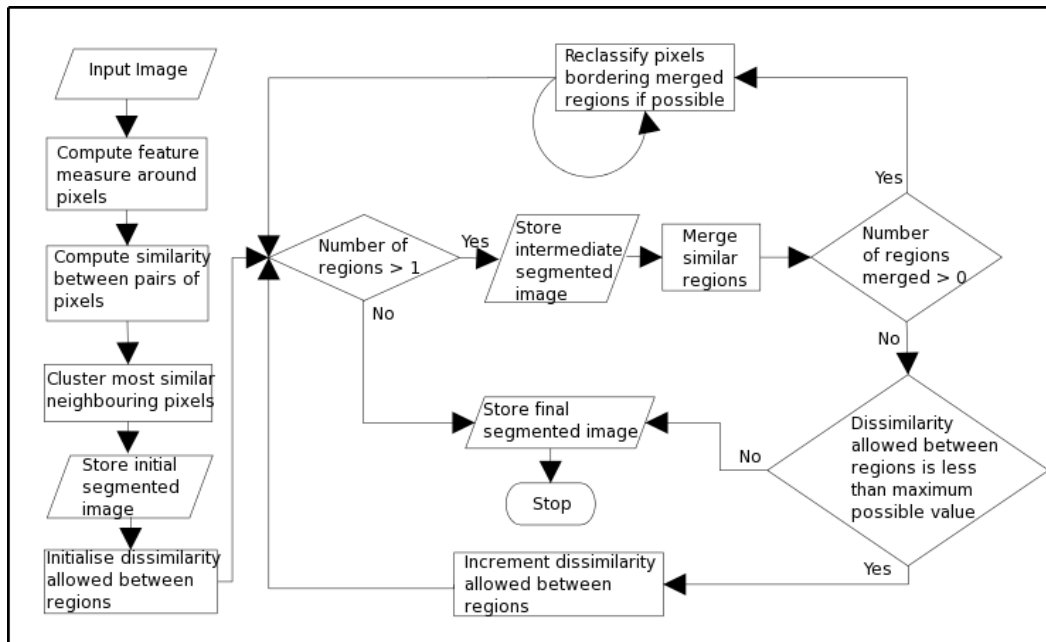 Input Image
Compute feature
measure around
pixels
Compute similarity
between pairs of
pixels
Cluster most similar
neighbouring pixels
Store initial
segmented
image
Initialise dissimilarity
allowed between
regions
Reclassify pixels
bordering merged
regions if possible
Number of
regions > 1
Yes
No
Store
intermediate
segmented
image
Merge
similar
regions
Number
of regions
merged > 0
Yes
No
Dissimilarity
allowed between
regions is less
than maximum
possible value
No
Yes
Store final
segmented image
Stop
Increment dissimilarity
allowed between
regions